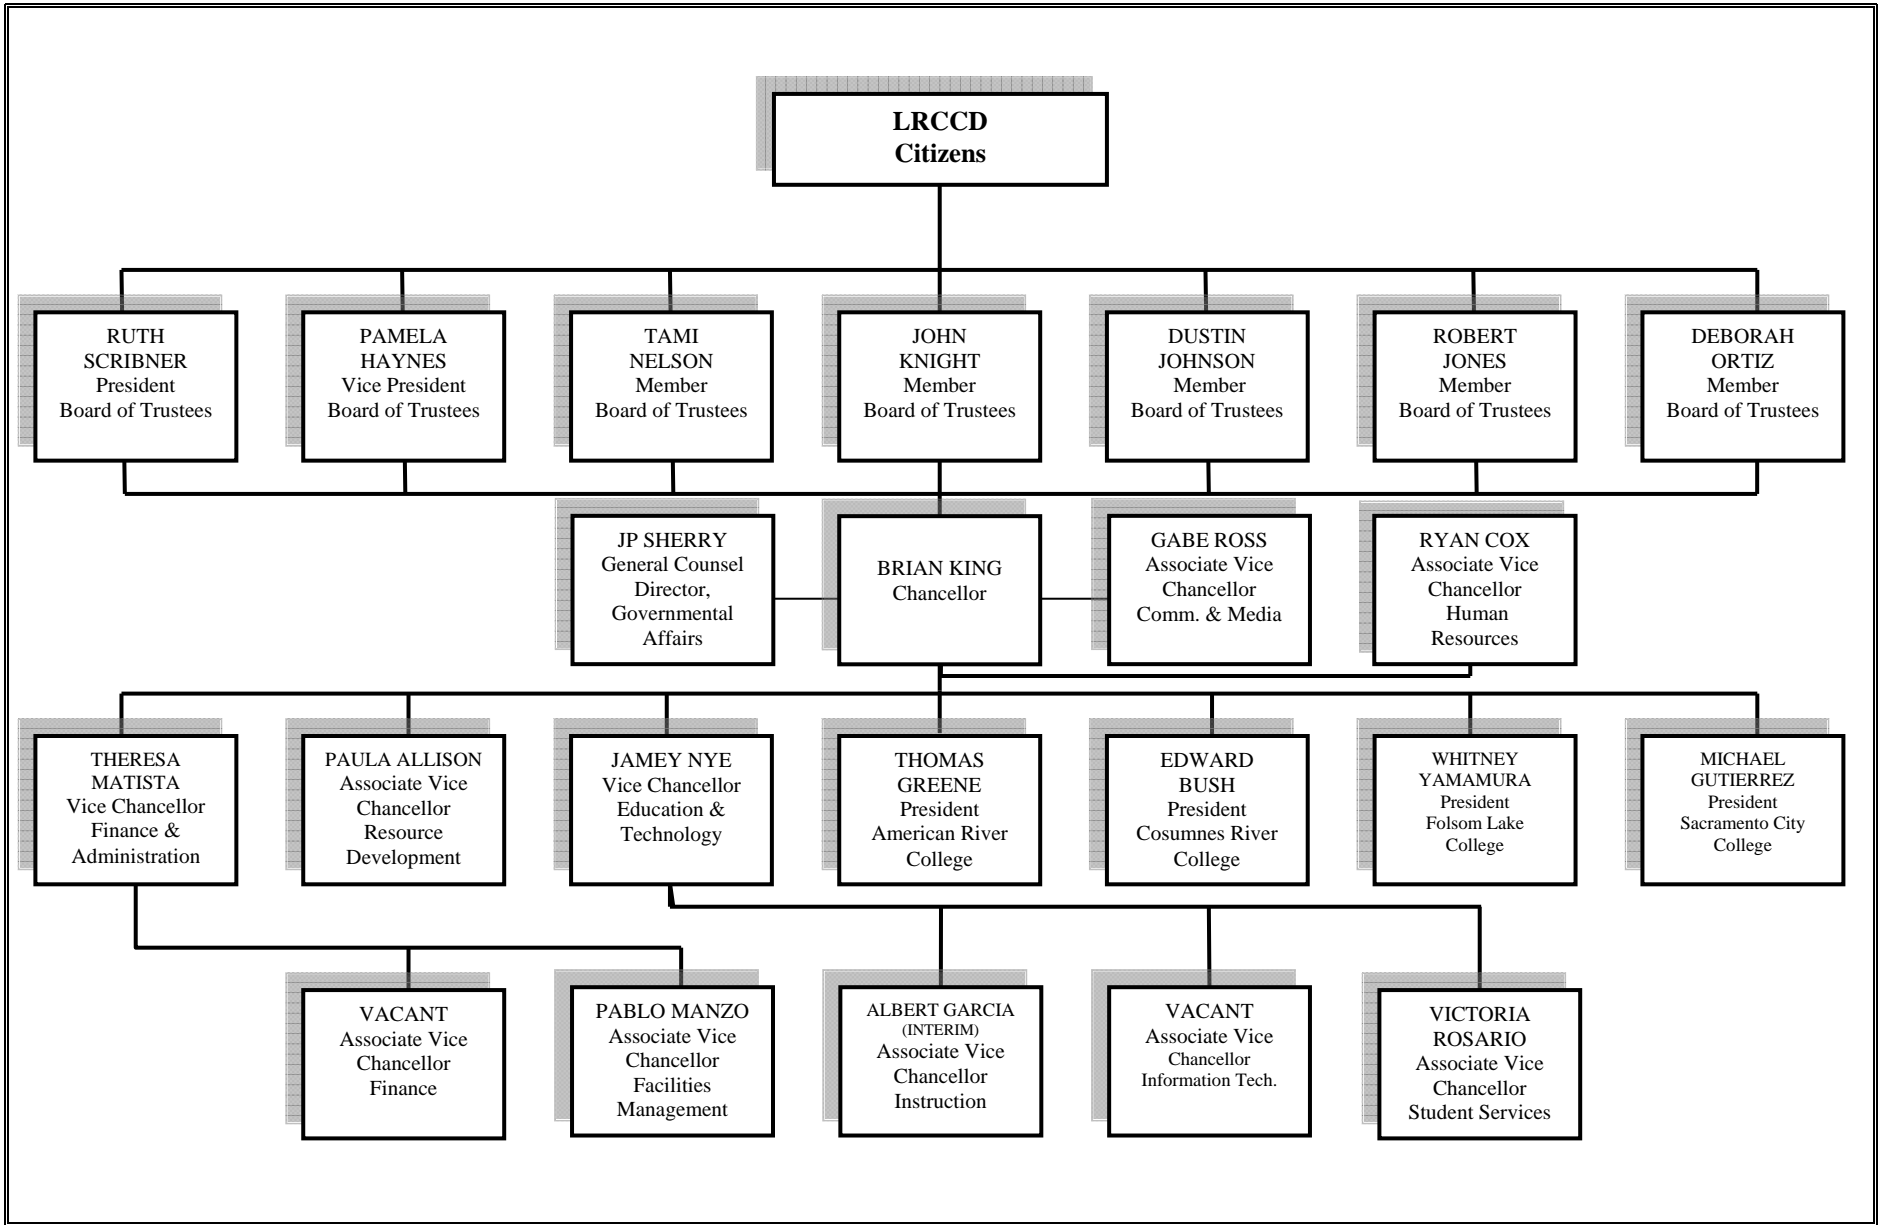 LRCCD
Citizens
RUTH
SCRIBNER
President
Board of Trustees
PAMELA
HAYNES
Vice President
Board of Trustees
TAMI
NELSON
Member
Board of Trustees
JOHN
KNIGHT
Member
Board of Trustees
DUSTIN
JOHNSON
Member
Board of Trustees
ROBERT
JONES
Member
Board of Trustees
DEBORAH
ORTIZ
Member
Board of Trustees
JP SHERRY
General Counsel
Director,
Governmental
Affairs
BRIAN KING
Chancellor
GABE ROSS
Associate Vice
Chancellor
Comm. & Media
RYAN COX
Associate Vice
Chancellor
Human
Resources
THERESA
MATISTA
Vice Chancellor
Finance &
Administration
PAULA ALLISON
Associate Vice
Chancellor
Resource
Development
JAMEY NYE
Vice Chancellor
Education &
Technology
THOMAS
GREENE
President
American River
College
EDWARD
BUSH
President
Cosumnes River
College
WHITNEY
YAMAMURA
President
Folsom Lake
College
MICHAEL
GUTIERREZ
President
Sacramento City
College
VACANT
Associate Vice
Chancellor
Finance
PABLO MANZO
Associate Vice
Chancellor
Facilities
Management
ALBERT GARCIA
(INTERIM)
Associate Vice
Chancellor
Instruction
VACANT
Associate Vice
Chancellor
Information Tech.
VICTORIA
ROSARIO
Associate Vice
Chancellor
Student Services